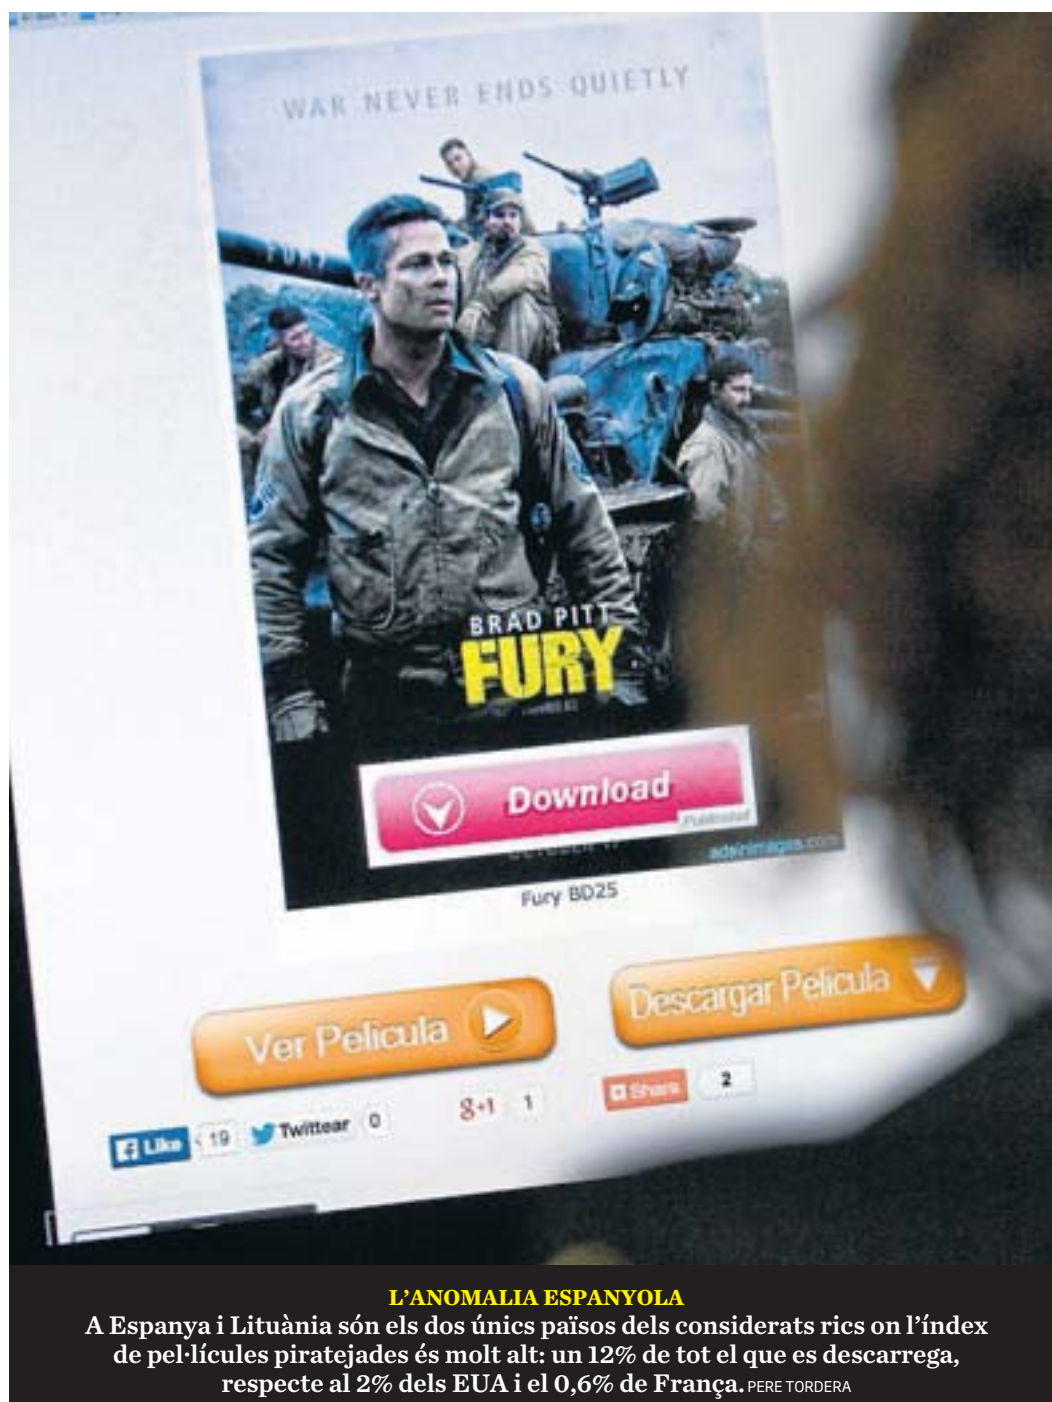 WAR NEVER ENDS QUIETLY
FURY
BRAD PITT
FURY
Download
Publicidad
adsinimages.com
Fury BD25
Ver Pelicula
Descargar Pelicula
Like 19 Twittear 0 g+1 1 Share 2
L'ANOMALIA ESPANYOLA
A Espanya i Lituània són els dos únics països dels considerats rics on l'índex
de pel·lícules piratejades és molt alt: un 12% de tot el que es descarrega,
respecte al 2% dels EUA i el 0,6% de França. PERE TORDERA